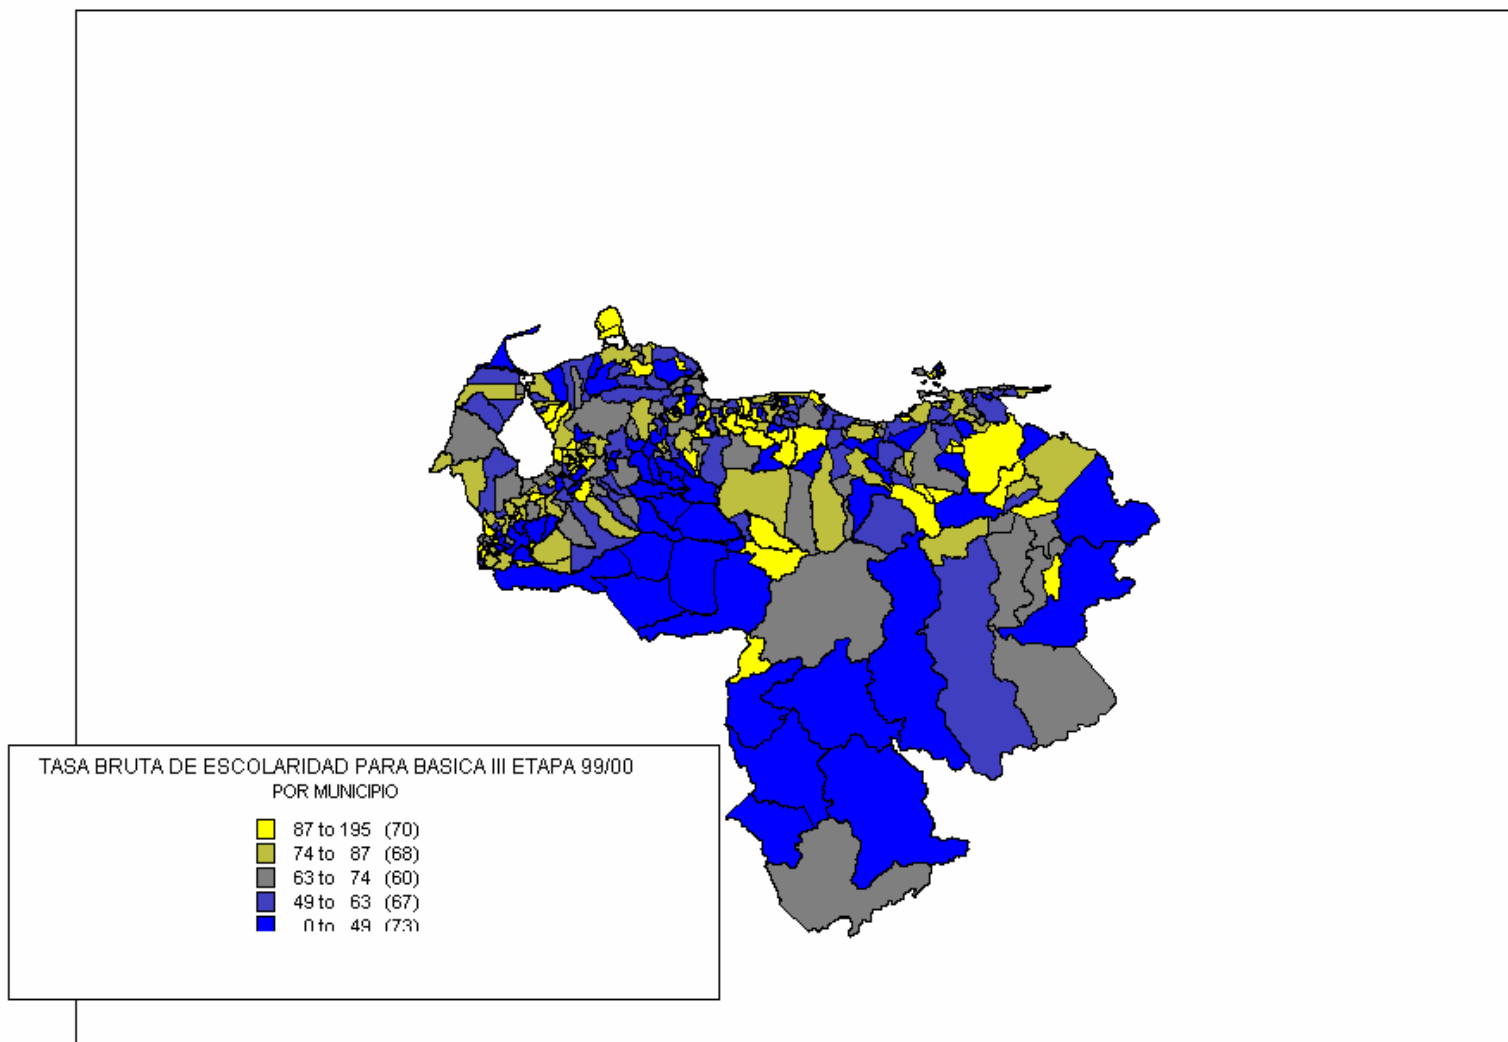 TASA BRUTA DE ESCOLARIDAD PARA BASICA III ETAPA 99/00
POR MUNICIPIO
87 to 195 (70)
74 to 87 (68)
63 to 74 (60)
49 to 63 (67)
0 to 49 (73)